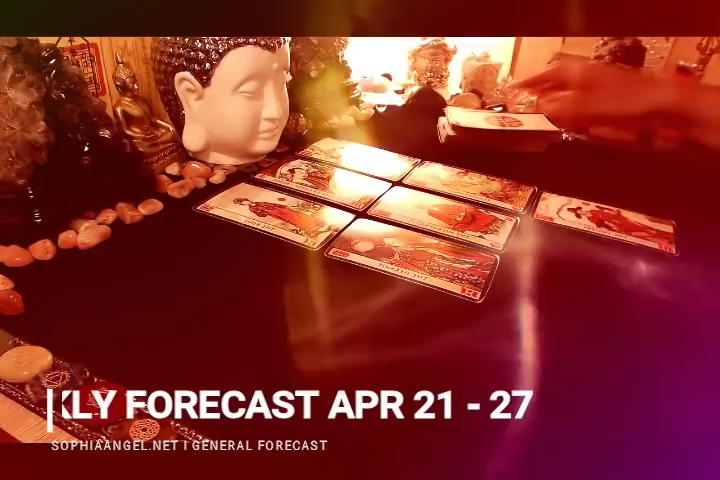 KLY FORECAST APR 21 - 27
SOPHIAANGEL.NET I GENERAL FORECAST